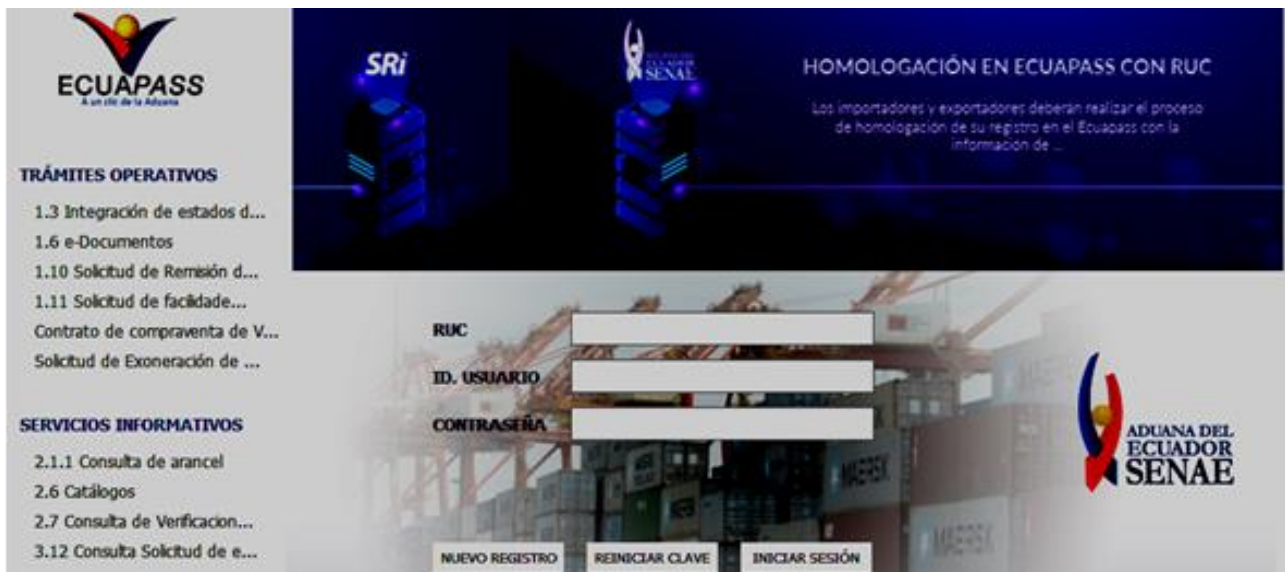 ECUAPASS
A un clic de la Aduana
TRÁMITES OPERATIVOS
1.3 Integración de estados d...
1.6 e-Documentos
1.10 Solicitud de Remisión d...
1.11 Solicitud de facilidade...
Contrato de compraventa de V...
Solicitud de Exoneración de ...
SERVICIOS INFORMATIVOS
2.1.1 Consulta de arancel
2.6 Catálogos
2.7 Consulta de Verificacion...
3.12 Consulta Solicitud de e...
SRi
ADUANA DEL
ECUADOR
SENAE
HOMOLOGACIÓN EN ECUAPASS CON RUC
Los importadores y exportadores deberán realizar el proceso
de homologación de su registro en el Ecuapass con la
información de ...
RUC
ID. USUARIO
CONTRASEÑA
MAERSK
MAERSK
NUEVO REGISTRO
REINICIAR CLAVE
INICIAR SESIÓN
ADUANA DEL
ECUADOR
SENAE